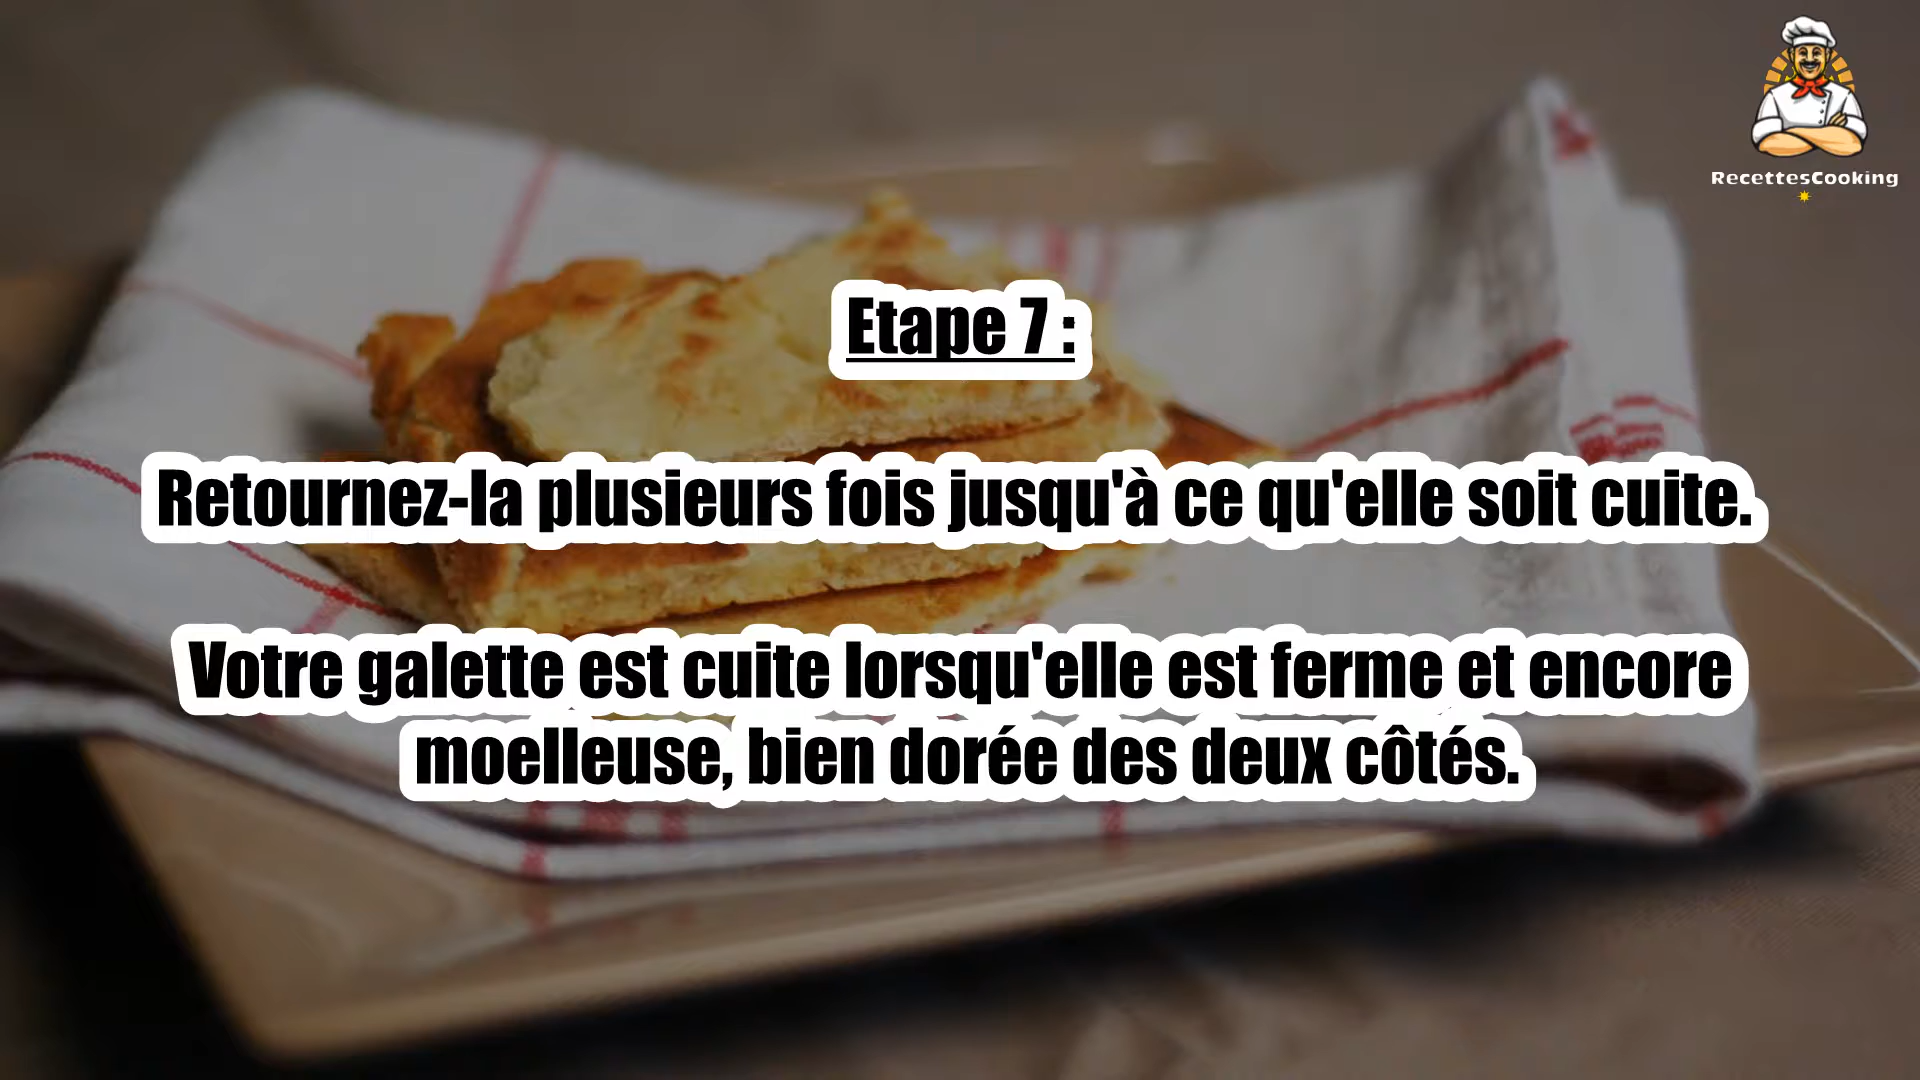 RecettesCooking
Etape 7 :
Retournez-la plusieurs fois jusqu'à ce qu'elle soit cuite.
Votre galette est cuite lorsqu'elle est ferme et encore
moelleuse, bien dorée des deux côtés.